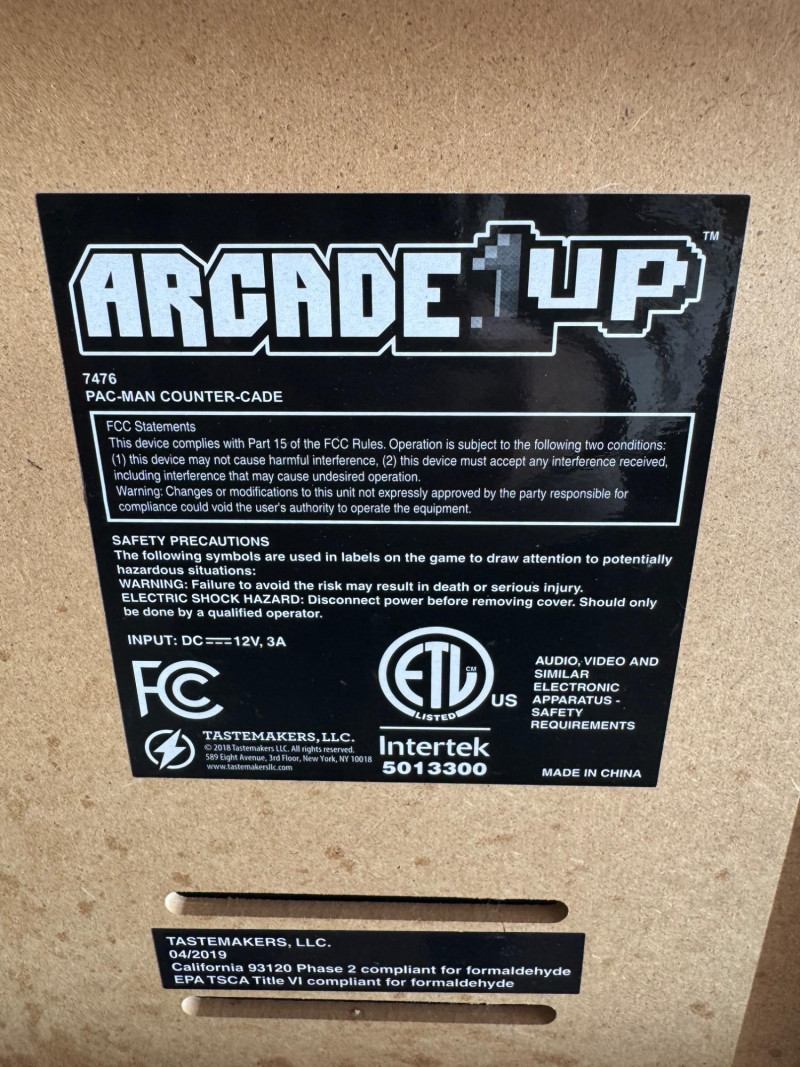 ARCADE1UP™
7476
PAC-MAN COUNTER-CADE
FCC Statements
This device complies with Part 15 of the FCC Rules. Operation is subject to the following two conditions:
(1) this device may not cause harmful interference, (2) this device must accept any interference received,
including interference that may cause undesired operation.
Warning: Changes or modifications to this unit not expressly approved by the party responsible for
compliance could void the user's authority to operate the equipment.
SAFETY PRECAUTIONS
The following symbols are used in labels on the game to draw attention to potentially
hazardous situations:
WARNING: Failure to avoid the risk may result in death or serious injury.
ELECTRIC SHOCK HAZARD: Disconnect power before removing cover. Should only
be done by a qualified operator.
INPUT: DC⎓12V, 3A
FC
ETL CM
LISTED
US
Intertek
5013300
AUDIO, VIDEO AND
SIMILAR
ELECTRONIC
APPARATUS -
SAFETY
REQUIREMENTS
TASTEMAKERS, LLC.
© 2018 Tastemakers LLC. All rights reserved.
589 Eight Avenue, 3rd Floor, New York, NY 10018
www.tastemakersllc.com
MADE IN CHINA
TASTEMAKERS, LLC.
04/2019
California 93120 Phase 2 compliant for formaldehyde
EPA TSCA Title VI compliant for formaldehyde